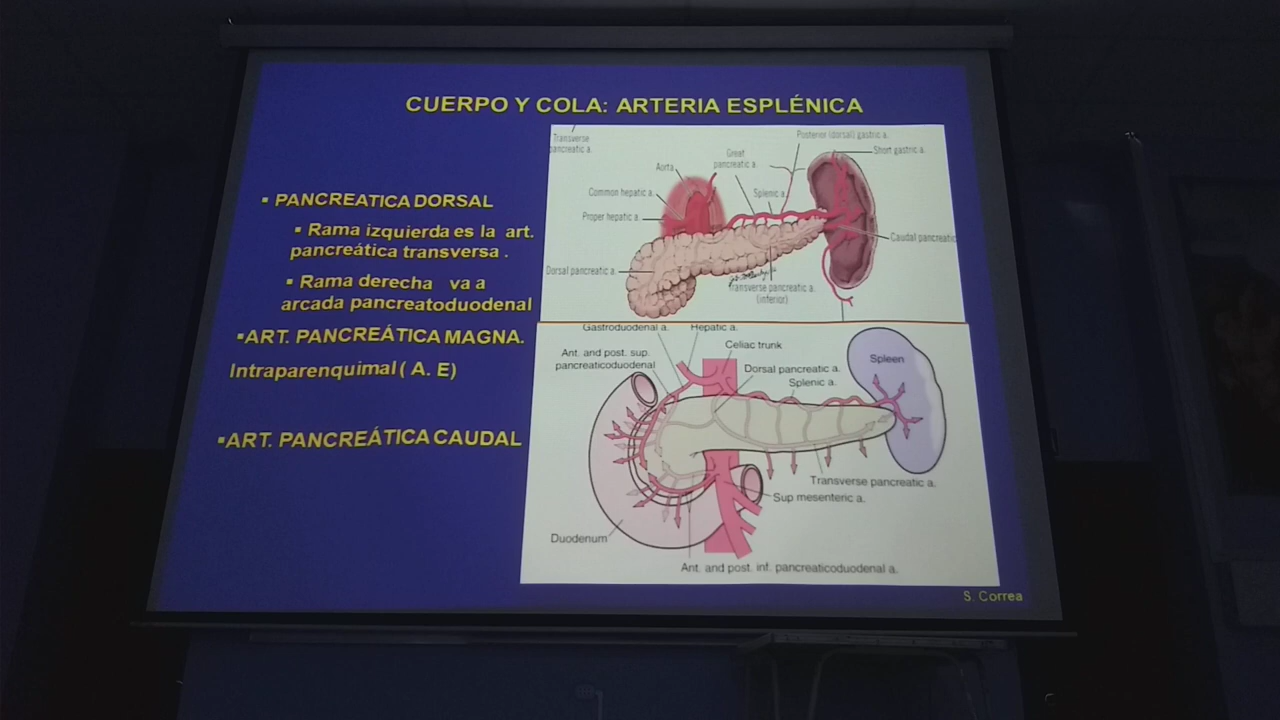 CUERPO Y COLA: ARTERIA ESPLÉNICA
▪ PANCREATICA DORSAL
▪ Rama izquierda es la art.
pancreática transversa .
▪ Rama derecha va a
arcada pancreatoduodenal
▪ART. PANCREÁTICA MAGNA.
Intraparenquimal ( A. E)
▪ART. PANCREÁTICA CAUDAL
Transverse
pancreatic a.
Posterior (dorsal) gastric a.
Short gastric a.
Great
pancreatic a.
Aorta
Common hepatic a.
Splenic a.
Proper hepatic a.
Caudal pancreatic
Dorsal pancreatic a.
Transverse pancreatic a.
(inferior)
Gastroduodenal a.
Hepatic a.
Celiac trunk
Ant. and post. sup.
pancreaticoduodenal
Dorsal pancreatic a.
Splenic a.
Spleen
Transverse pancreatic a.
Sup mesenteric a.
Duodenum
Ant. and post. inf. pancreaticoduodenal a.
S. Correa